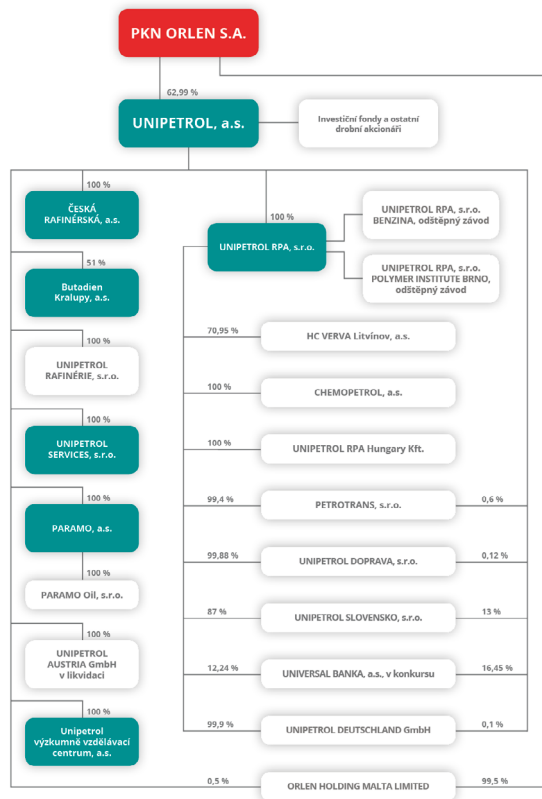 PKN ORLEN S.A.
62,99 %
UNIPETROL, a.s.
Investiční fondy a ostatní
drobní akcionáři
100 %
ČESKÁ
RAFINÉRSKÁ, a.s.
51 %
Butadien
Kralupy, a.s.
100 %
UNIPETROL
RAFINÉRIE, s.r.o.
100 %
UNIPETROL
SERVICES, s.r.o.
100 %
PARAMO, a.s.
100 %
PARAMO Oil, s.r.o.
100 %
UNIPETROL
AUSTRIA GmbH
v likvidaci
100 %
Unipetrol
výzkumně vzdělávací
centrum, a.s.
100 %
UNIPETROL RPA, s.r.o.
UNIPETROL RPA, s.r.o.
BENZINA, odštěpný závod
UNIPETROL RPA, s.r.o.
POLYMER INSTITUTE BRNO,
odštěpný závod
70,95 % HC VERVA Litvínov, a.s.
100 % CHEMOPETROL, a.s.
100 % UNIPETROL RPA Hungary Kft.
99,4 % PETROTRANS, s.r.o. 0,6 %
99,88 % UNIPETROL DOPRAVA, s.r.o. 0,12 %
87 % UNIPETROL SLOVENSKO, s.r.o. 13 %
12,24 % UNIVERSAL BANKA, a.s., v konkursu 16,45 %
99,9 % UNIPETROL DEUTSCHLAND GmbH 0,1 %
0,5 % ORLEN HOLDING MALTA LIMITED 99,5 %